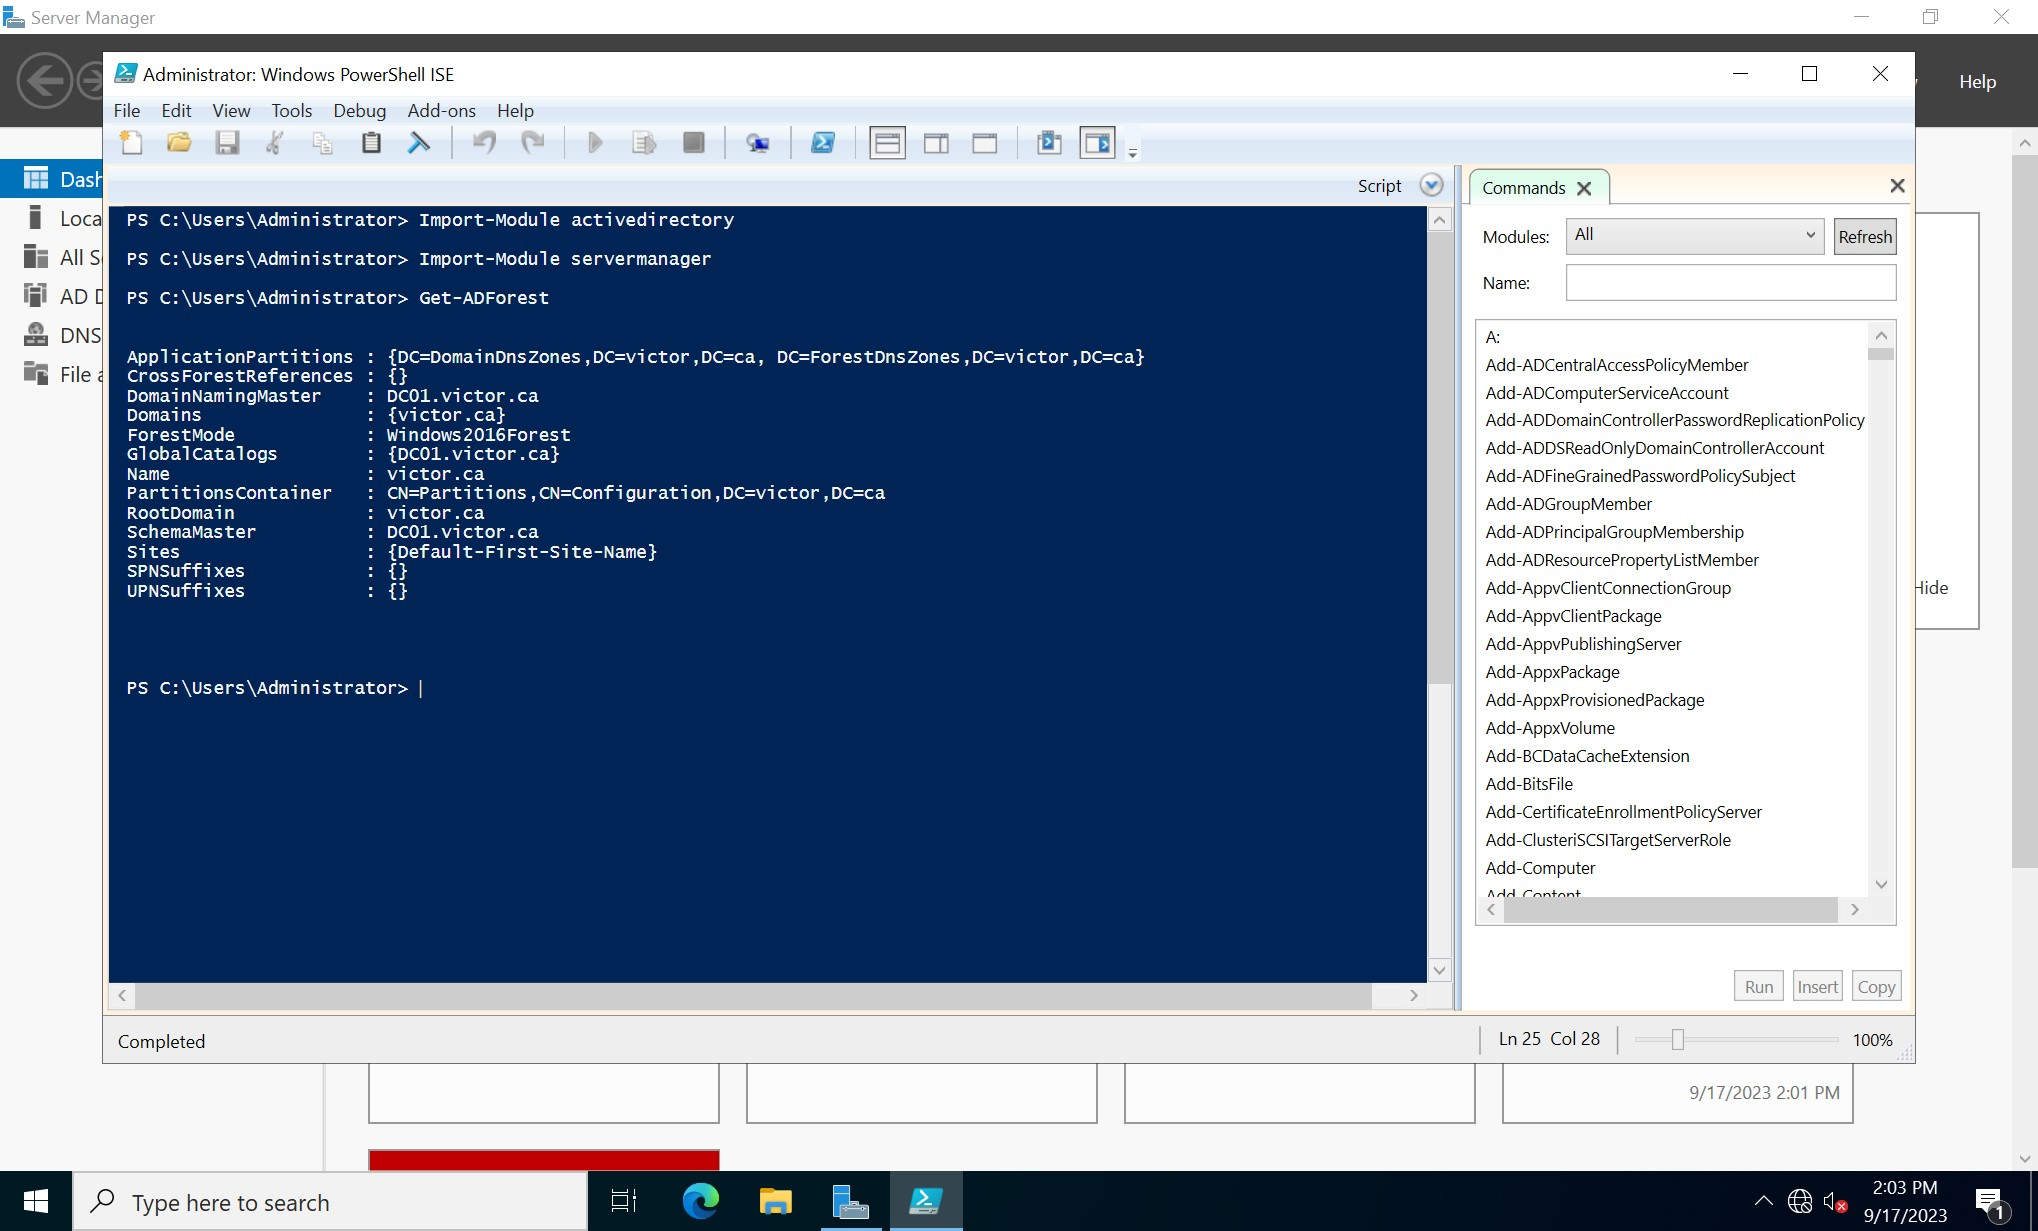 Server Manager
Help
Administrator: Windows PowerShell ISE
File Edit View Tools Debug Add-ons Help
Script
Dash
Loca
All S
AD D
DNS
File a
PS C:\Users\Administrator> Import-Module activedirectory
PS C:\Users\Administrator> Import-Module servermanager
PS C:\Users\Administrator> Get-ADForest
ApplicationPartitions : {DC=DomainDnsZones,DC=victor,DC=ca, DC=ForestDnsZones,DC=victor,DC=ca}
CrossForestReferences : {}
DomainNamingMaster : DC01.victor.ca
Domains : {victor.ca}
ForestMode : Windows2016Forest
GlobalCatalogs : {DC01.victor.ca}
Name : victor.ca
PartitionsContainer : CN=Partitions,CN=Configuration,DC=victor,DC=ca
RootDomain : victor.ca
SchemaMaster : DC01.victor.ca
Sites : {Default-First-Site-Name}
SPNSuffixes : {}
UPNSuffixes : {}
PS C:\Users\Administrator>
Commands
Modules: All Refresh
Name:
A:
Add-ADCentralAccessPolicyMember
Add-ADComputerServiceAccount
Add-ADDomainControllerPasswordReplicationPolicy
Add-ADDSReadOnlyDomainControllerAccount
Add-ADFineGrainedPasswordPolicySubject
Add-ADGroupMember
Add-ADPrincipalGroupMembership
Add-ADResourcePropertyListMember
Add-AppvClientConnectionGroup
Add-AppvClientPackage
Add-AppvPublishingServer
Add-AppxPackage
Add-AppxProvisionedPackage
Add-AppxVolume
Add-BCDataCacheExtension
Add-BitsFile
Add-CertificateEnrollmentPolicyServer
Add-ClusteriSCSITargetServerRole
Add-Computer
Add-Content
Run Insert Copy
Hide
Completed
Ln 25 Col 28
100%
9/17/2023 2:01 PM
Type here to search
2:03 PM
9/17/2023
1